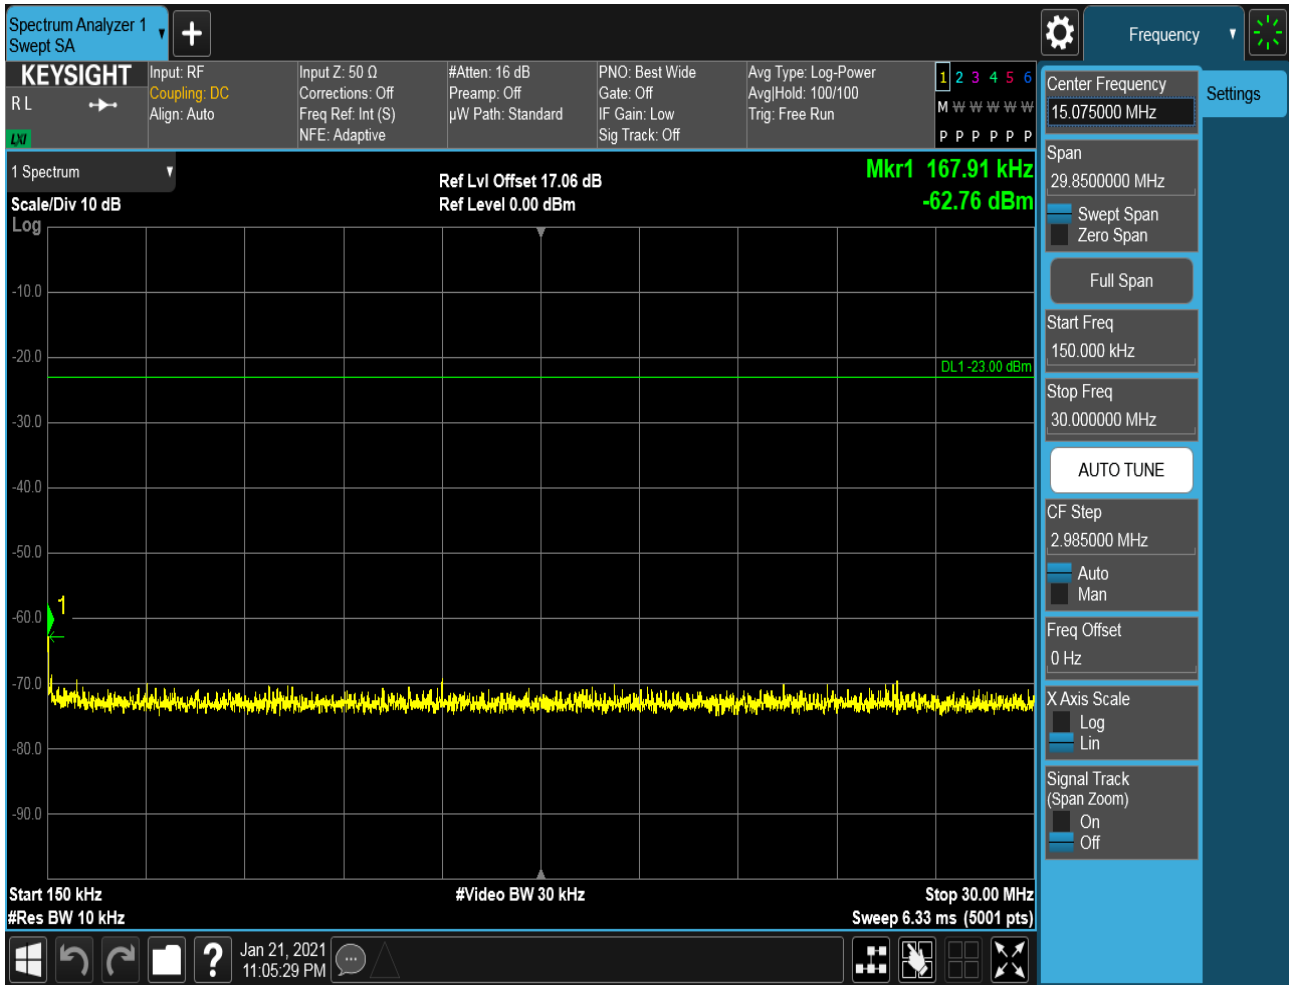 Spectrum Analyzer 1
Swept SA
Frequency
KEYSIGHT
R L
LXI
Input: RF
Coupling: DC
Align: Auto
Input Z: 50 Ω
Corrections: Off
Freq Ref: Int (S)
NFE: Adaptive
#Atten: 16 dB
Preamp: Off
µW Path: Standard
PNO: Best Wide
Gate: Off
IF Gain: Low
Sig Track: Off
Avg Type: Log-Power
Avg|Hold: 100/100
Trig: Free Run
1 2 3 4 5 6
M W W W W W
P P P P P P
1 Spectrum
Scale/Div 10 dB
Log
Ref Lvl Offset 17.06 dB
Ref Level 0.00 dBm
Mkr1 167.91 kHz
-62.76 dBm
-10.0
-20.0
DL1 -23.00 dBm
-30.0
-40.0
-50.0
1
-60.0
-70.0
-80.0
-90.0
Start 150 kHz
#Video BW 30 kHz
Stop 30.00 MHz
#Res BW 10 kHz
Sweep 6.33 ms (5001 pts)
?
Jan 21, 2021
11:05:29 PM
Center Frequency
15.075000 MHz
Settings
Span
29.8500000 MHz
Swept Span
Zero Span
Full Span
Start Freq
150.000 kHz
Stop Freq
30.000000 MHz
AUTO TUNE
CF Step
2.985000 MHz
Auto
Man
Freq Offset
0 Hz
X Axis Scale
Log
Lin
Signal Track
(Span Zoom)
On
Off